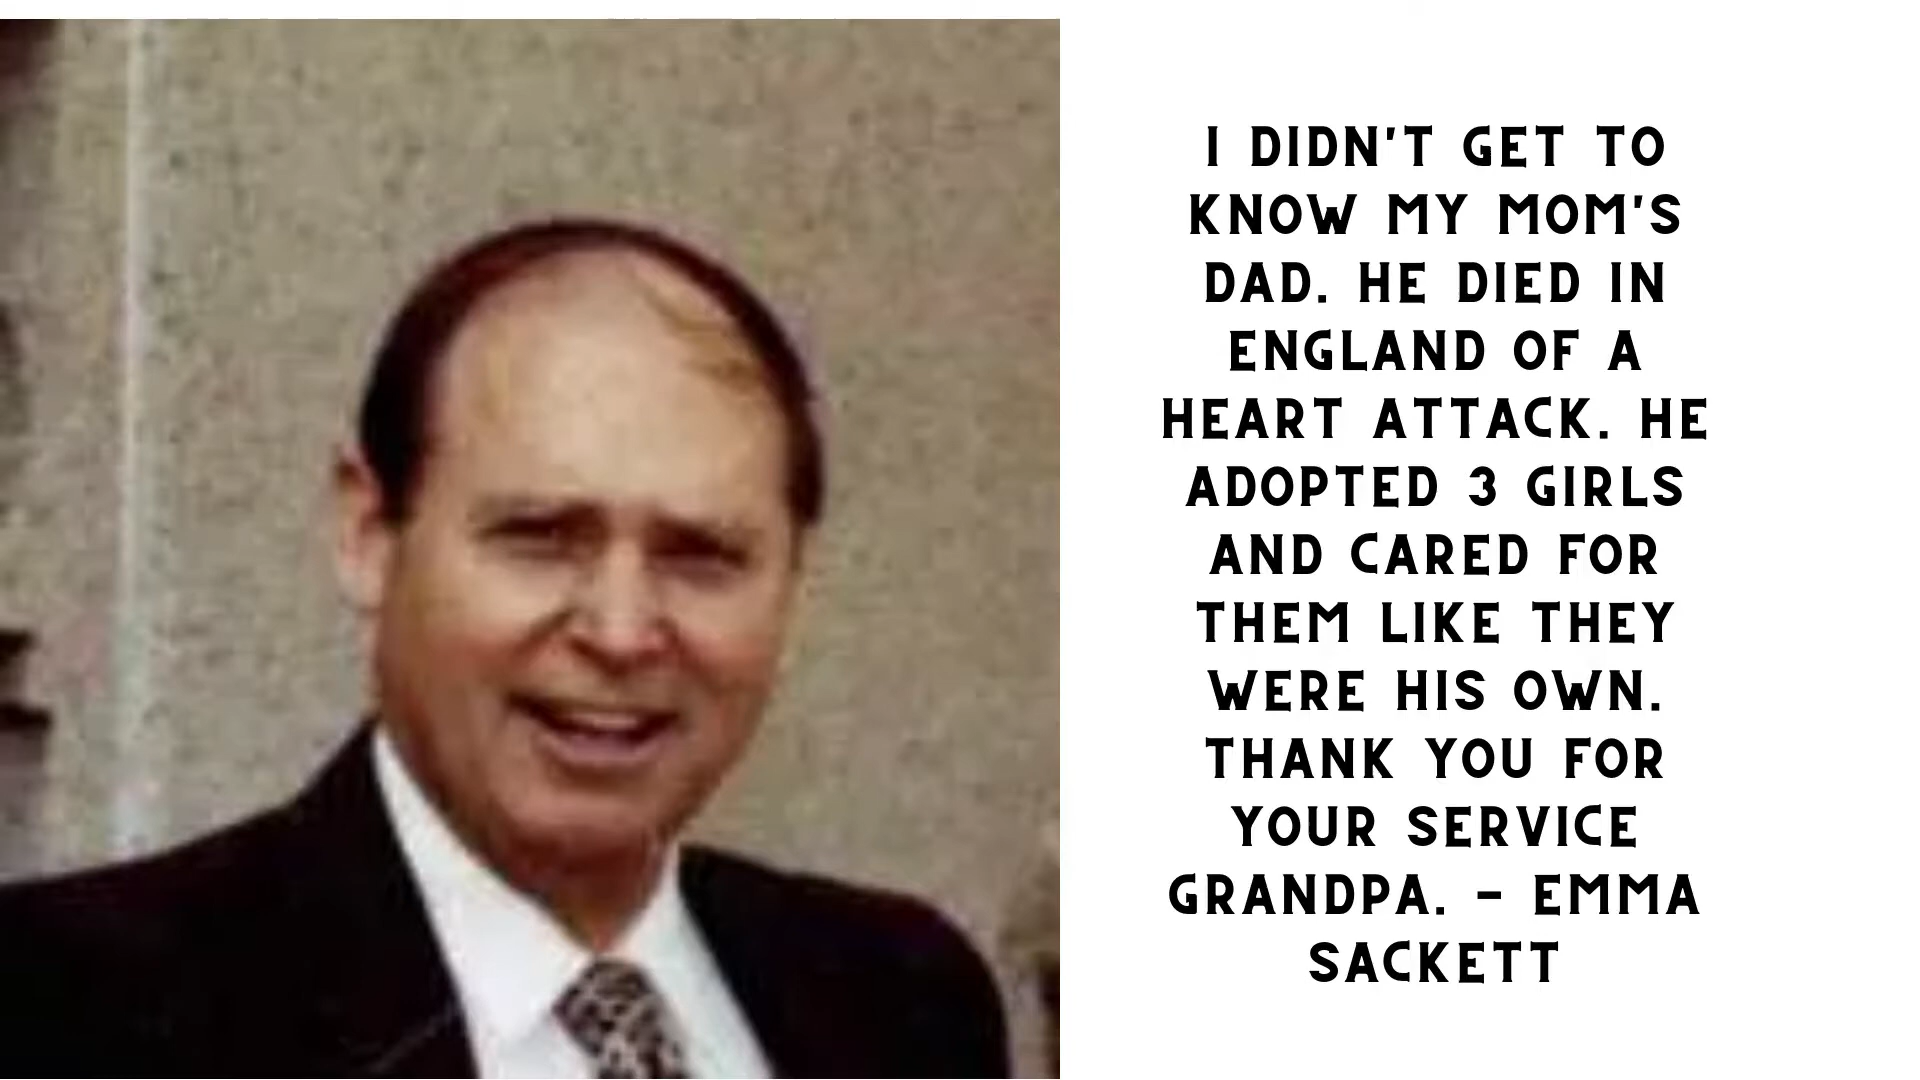 I DIDN'T GET TO
KNOW MY MOM'S
DAD. HE DIED IN
ENGLAND OF A
HEART ATTACK. HE
ADOPTED 3 GIRLS
AND CARED FOR
THEM LIKE THEY
WERE HIS OWN.
THANK YOU FOR
YOUR SERVICE
GRANDPA. - EMMA
SACKETT